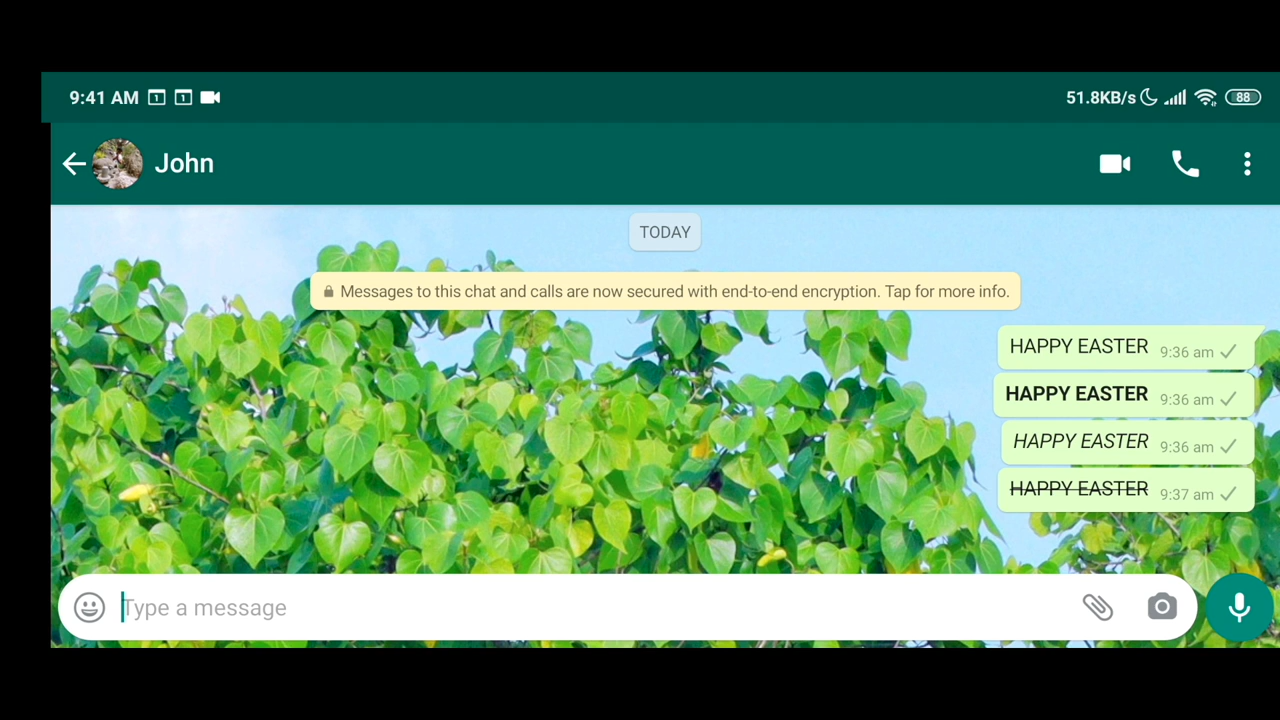 9:41 AM 1 1 51.8KB/s 88
John
TODAY
Messages to this chat and calls are now secured with end-to-end encryption. Tap for more info.
HAPPY EASTER 9:36 am
HAPPY EASTER 9:36 am
HAPPY EASTER 9:36 am
HAPPY EASTER 9:37 am
Type a message